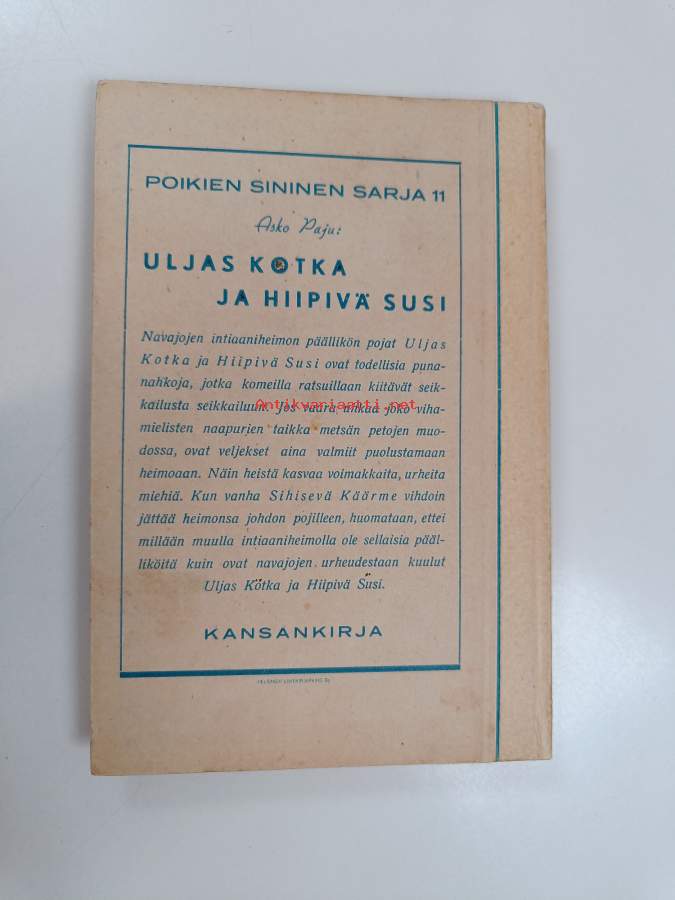 POIKIEN SININEN SARJA 11
Asko Paju:
ULJAS KOTKA
JA HIIPIVÄ SUSI
Navajojen intiaaniheimon päällikön pojat Uljas
Kotka ja Hiipivä Susi ovat todellisia puna-
nahkoja, jotka komeilla ratsuillaan kiitävät seik-
kailusta seikkailuun. Jos vaara uhkaa joko viha-
Antikvariaatti.net
mielisten naapurien taikka metsän petojen muo-
dossa, ovat veljekset aina valmiit puolustamaan
heimoaan. Näin heistä kasvaa voimakkaita, urheita
miehiä. Kun vanha Sihisevä Käärme vihdoin
jättää heimonsa johdon pojilleen, huomataan, ettei
millään muulla intiaaniheimolla ole sellaisia pääl-
liköitä kuin ovat navajojen urheudestaan kuulut
Uljas Kotka ja Hiipivä Susi.
KANSANKIRJA